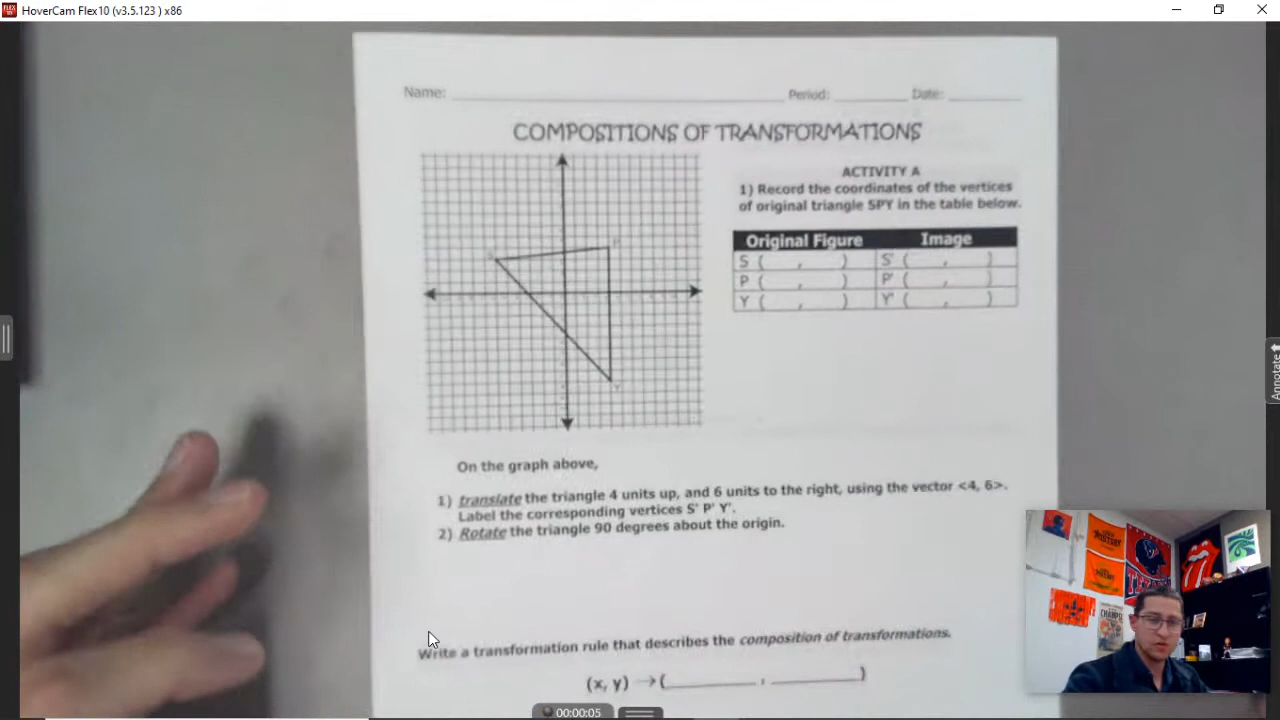 HoverCam Flex10 (v3.5.123 ) x86
Name: Period: Date:
COMPOSITIONS OF TRANSFORMATIONS
ACTIVITY A
1) Record the coordinates of the vertices
of original triangle SPY in the table below.
Original Figure Image
S ( , ) S' ( , )
P ( , ) P' ( , )
Y ( , ) Y' ( , )
P
Y
Annotate
On the graph above,
1) translate the triangle 4 units up, and 6 units to the right, using the vector <4, 6>.
Label the corresponding vertices S' P' Y'.
2) Rotate the triangle 90 degrees about the origin.
Write a transformation rule that describes the composition of transformations.
(x, y) → ( , )
00:00:05
TEXANS